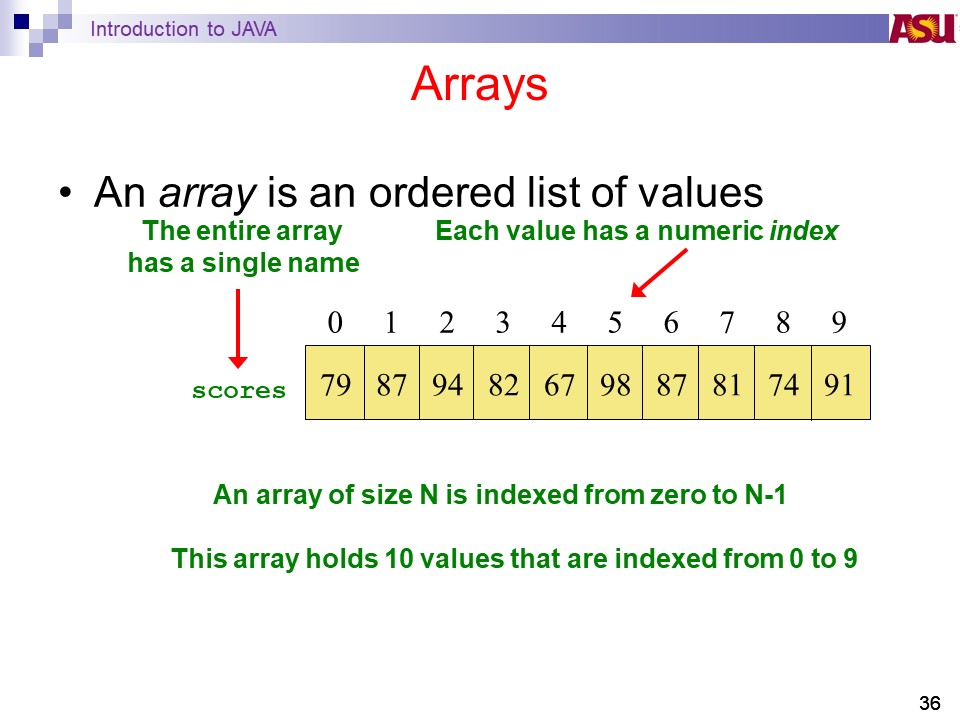 Introduction to JAVA
ASU
Arrays
• An array is an ordered list of values
The entire array
has a single name
Each value has a numeric index
0 1 2 3 4 5 6 7 8 9
scores
79 87 94 82 67 98 87 81 74 91
An array of size N is indexed from zero to N-1
This array holds 10 values that are indexed from 0 to 9
36